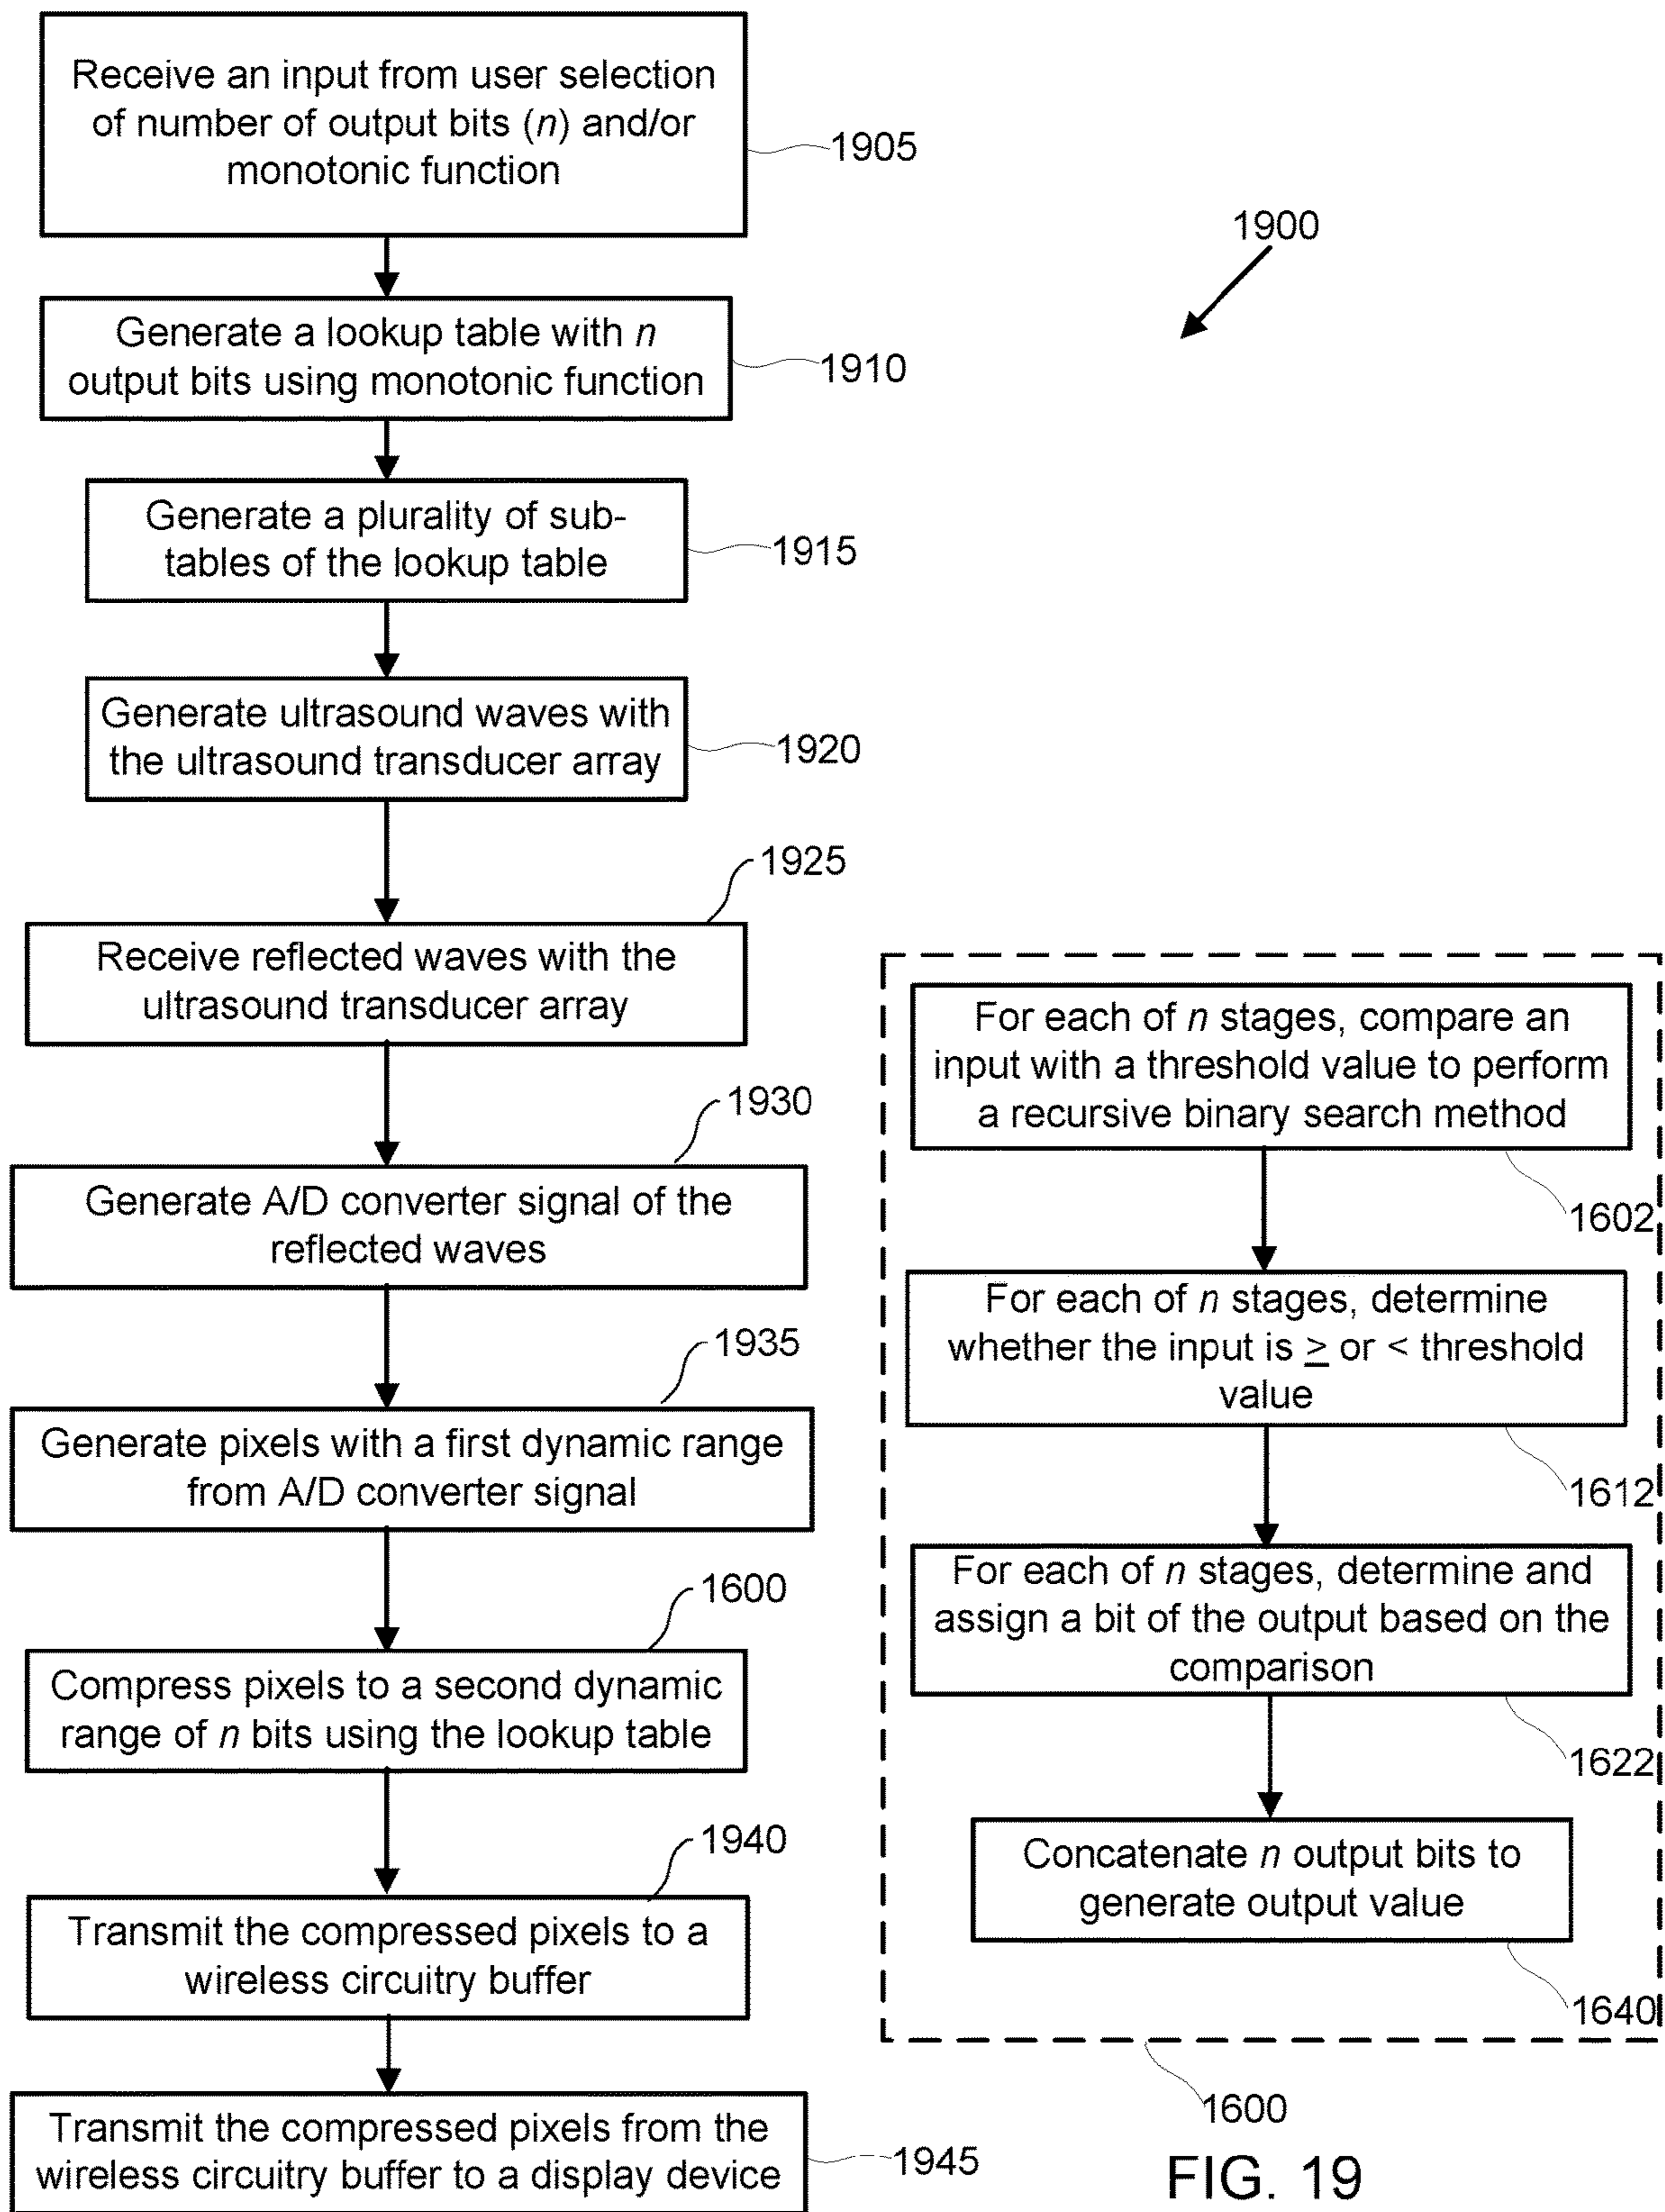 Receive an input from user selection
of number of output bits (n) and/or
monotonic function
1905
1900
Generate a lookup table with n
output bits using monotonic function
1910
Generate a plurality of sub-
tables of the lookup table
1915
Generate ultrasound waves with
the ultrasound transducer array
1920
1925
Receive reflected waves with the
ultrasound transducer array
1930
Generate A/D converter signal of the
reflected waves
1935
Generate pixels with a first dynamic range
from A/D converter signal
1600
Compress pixels to a second dynamic
range of n bits using the lookup table
1940
Transmit the compressed pixels to a
wireless circuitry buffer
Transmit the compressed pixels from the
wireless circuitry buffer to a display device
1945
For each of n stages, compare an
input with a threshold value to perform
a recursive binary search method
1602
For each of n stages, determine
whether the input is ≥ or < threshold
value
1612
For each of n stages, determine and
assign a bit of the output based on the
comparison
1622
Concatenate n output bits to
generate output value
1640
1600
FIG. 19